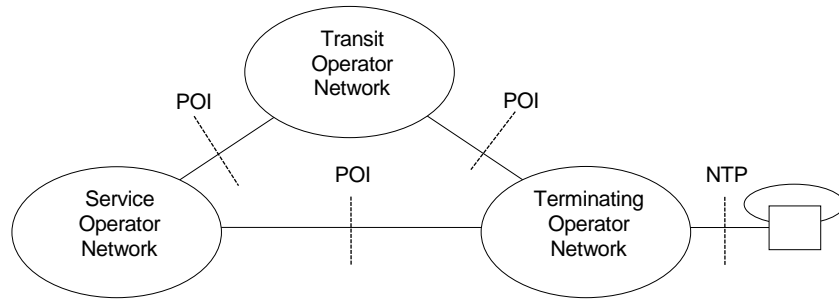 Transit
Operator
Network
POI
POI
POI
NTP
Service
Operator
Network
Terminating
Operator
Network